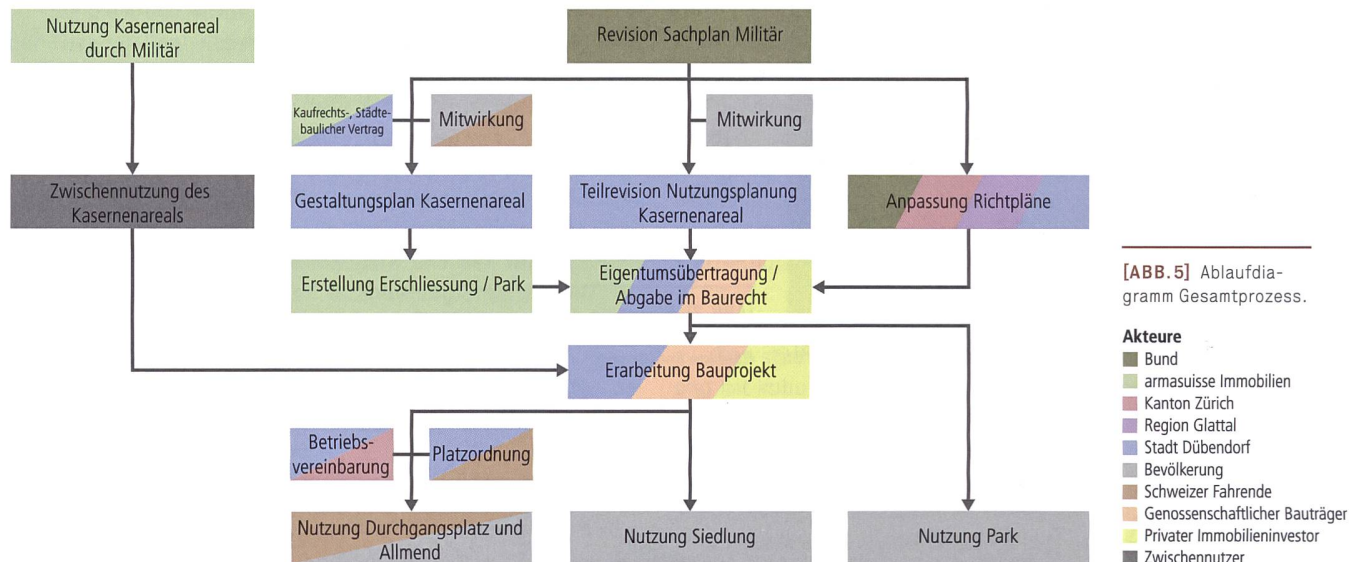 Nutzung Kasernenareal
durch Militär
Revision Sachplan Militär
Kaufrechts-, Städte-
baulicher Vertrag
Mitwirkung
Mitwirkung
Zwischennutzung des
Kasernenareals
Gestaltungsplan Kasernenareal
Teilrevision Nutzungsplanung
Kasernenareal
Anpassung Richtpläne
Erstellung Erschliessung / Park
Eigentumsübertragung /
Abgabe im Baurecht
Erarbeitung Bauprojekt
Betriebs-
vereinbarung
Platzordnung
Nutzung Durchgangsplatz und
Allmend
Nutzung Siedlung
Nutzung Park
[ABB. 5] Ablaufdia-
gramm Gesamtprozess.
Akteure
Bund
armasuisse Immobilien
Kanton Zürich
Region Glattal
Stadt Dübendorf
Bevölkerung
Schweizer Fahrende
Genossenschaftlicher Bauträger
Privater Immobilieninvestor
Zwischennutzer